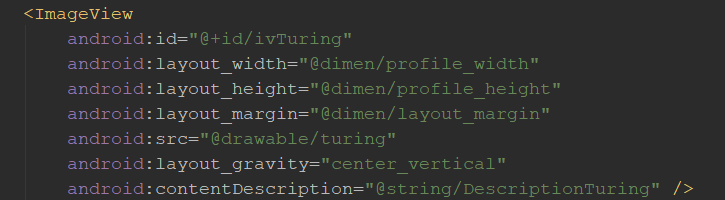 <ImageView
android:id="@+id/ivTuring"
android:layout_width="@dimen/profile_width"
android:layout_height="@dimen/profile_height"
android:layout_margin="@dimen/layout_margin"
android:src="@drawable/turing"
android:layout_gravity="center_vertical"
android:contentDescription="@string/DescriptionTuring" />